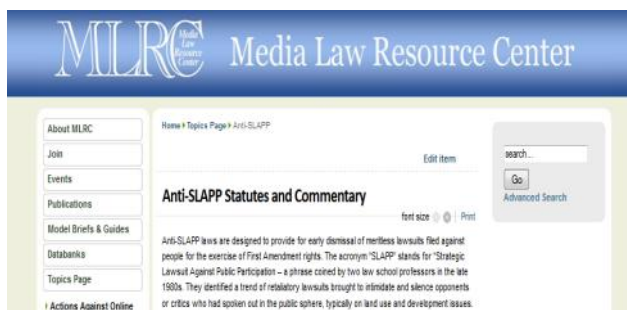 MLRC Media Law Resource Center
Media Law Resource Center
About MLRC
Join
Events
Publications
Model Briefs & Guides
Databanks
Topics Page
Actions Against Online
Home Topics Page Anti-SLAPP
Edit item
Anti-SLAPP Statutes and Commentary
font size | Print
Anti-SLAPP laws are designed to provide for early dismissal of meritless lawsuits filed against
people for the exercise of First Amendment rights. The acronym "SLAPP" stands for "Strategic
Lawsuit Against Public Participation – a phrase coined by two law school professors in the late
1980s. They identified a trend of retaliatory lawsuits brought to intimidate and silence opponents
or critics who had spoken out in the public sphere, typically on land use and development issues.
search...
Go
Advanced Search